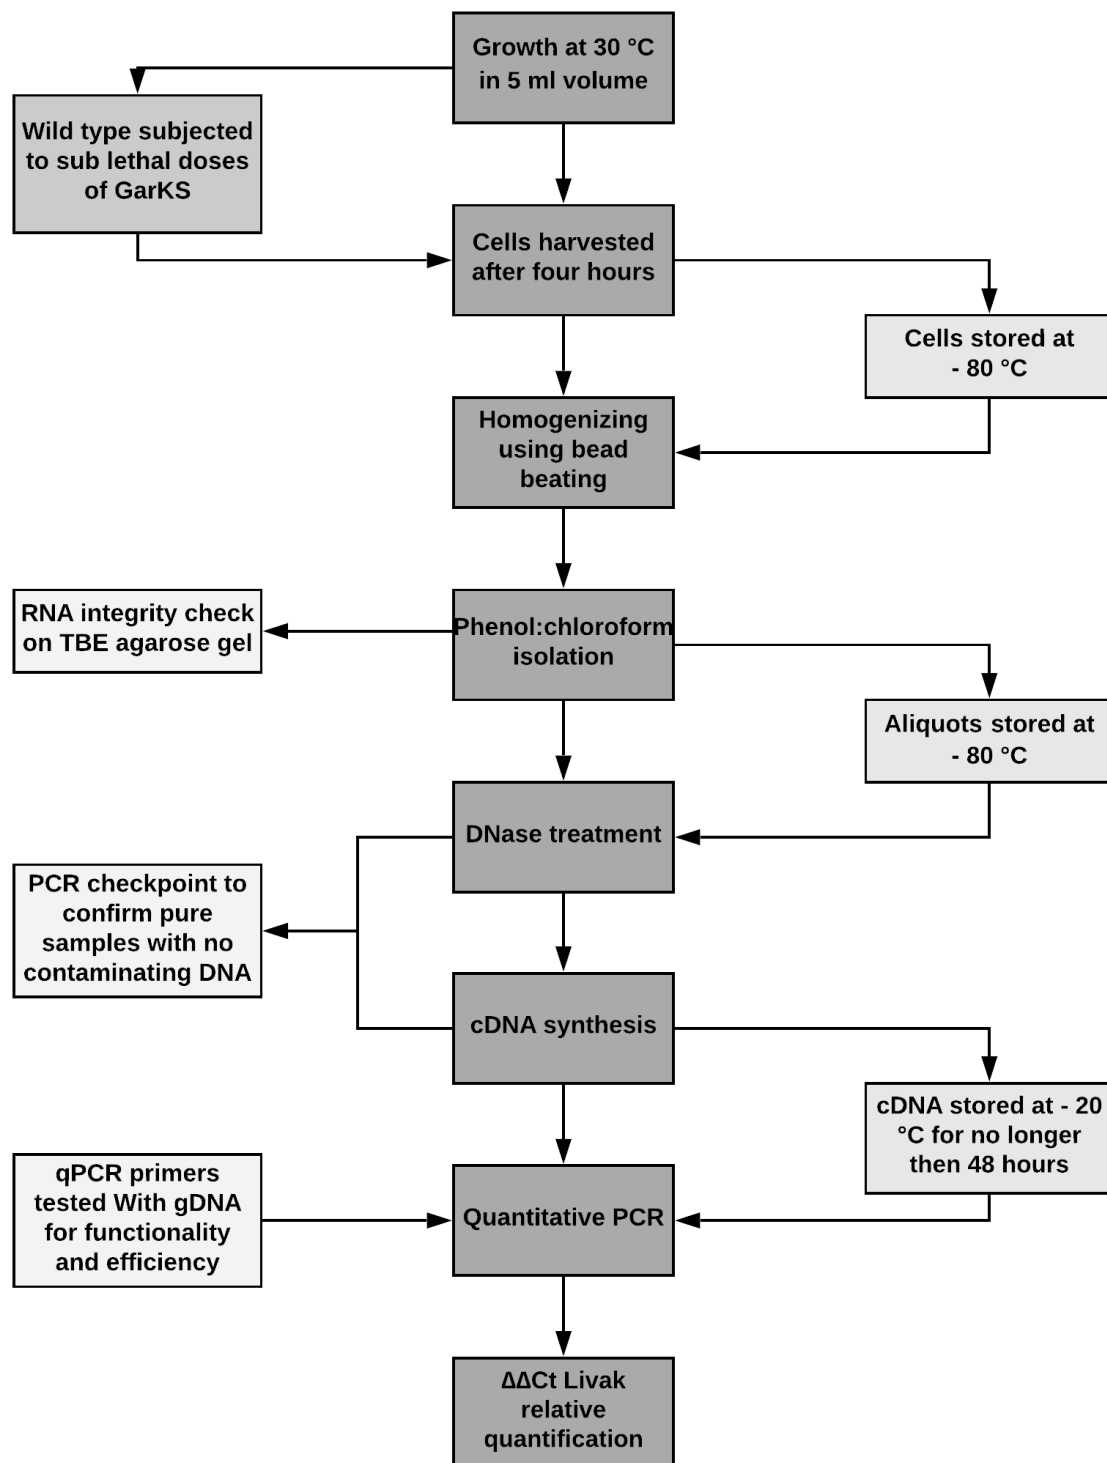 Growth at 30 °C
in 5 ml volume
Wild type subjected
to sub lethal doses
of GarKS
Cells harvested
after four hours
Cells stored at
- 80 °C
Homogenizing
using bead
beating
RNA integrity check
on TBE agarose gel
Phenol:chloroform
isolation
Aliquots stored at
- 80 °C
DNase treatment
PCR checkpoint to
confirm pure
samples with no
contaminating DNA
cDNA synthesis
cDNA stored at - 20
°C for no longer
then 48 hours
qPCR primers
tested With gDNA
for functionality
and efficiency
Quantitative PCR
ΔΔCt Livak
relative
quantification